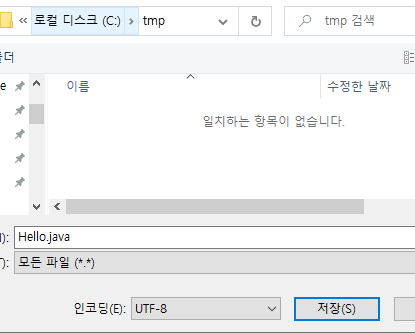 « 로컬 디스크 (C:) › tmp
tmp 검색
이름
수정한 날짜
일치하는 항목이 없습니다.
Hello.java
모든 파일 (*.*)
인코딩(E):
UTF-8
저장(S)